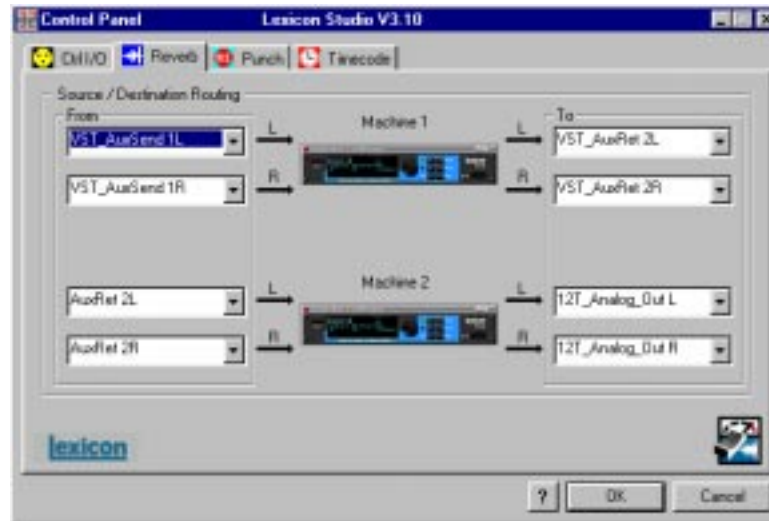 Control Panel Lexicon Studio V3.10
Ctrl I/O Reverb Punch Timecode
Source / Destination Routing
From
Machine 1
To
VST_AuxSend 1L
L
L
VST_AuxRet 2L
VST_AuxSend 1R
R
R
VST_AuxRet 2R
Machine 2
AuxRet 2L
L
L
12T_Analog_Out L
AuxRet 2R
R
R
12T_Analog_Out R
lexicon
? OK Cancel